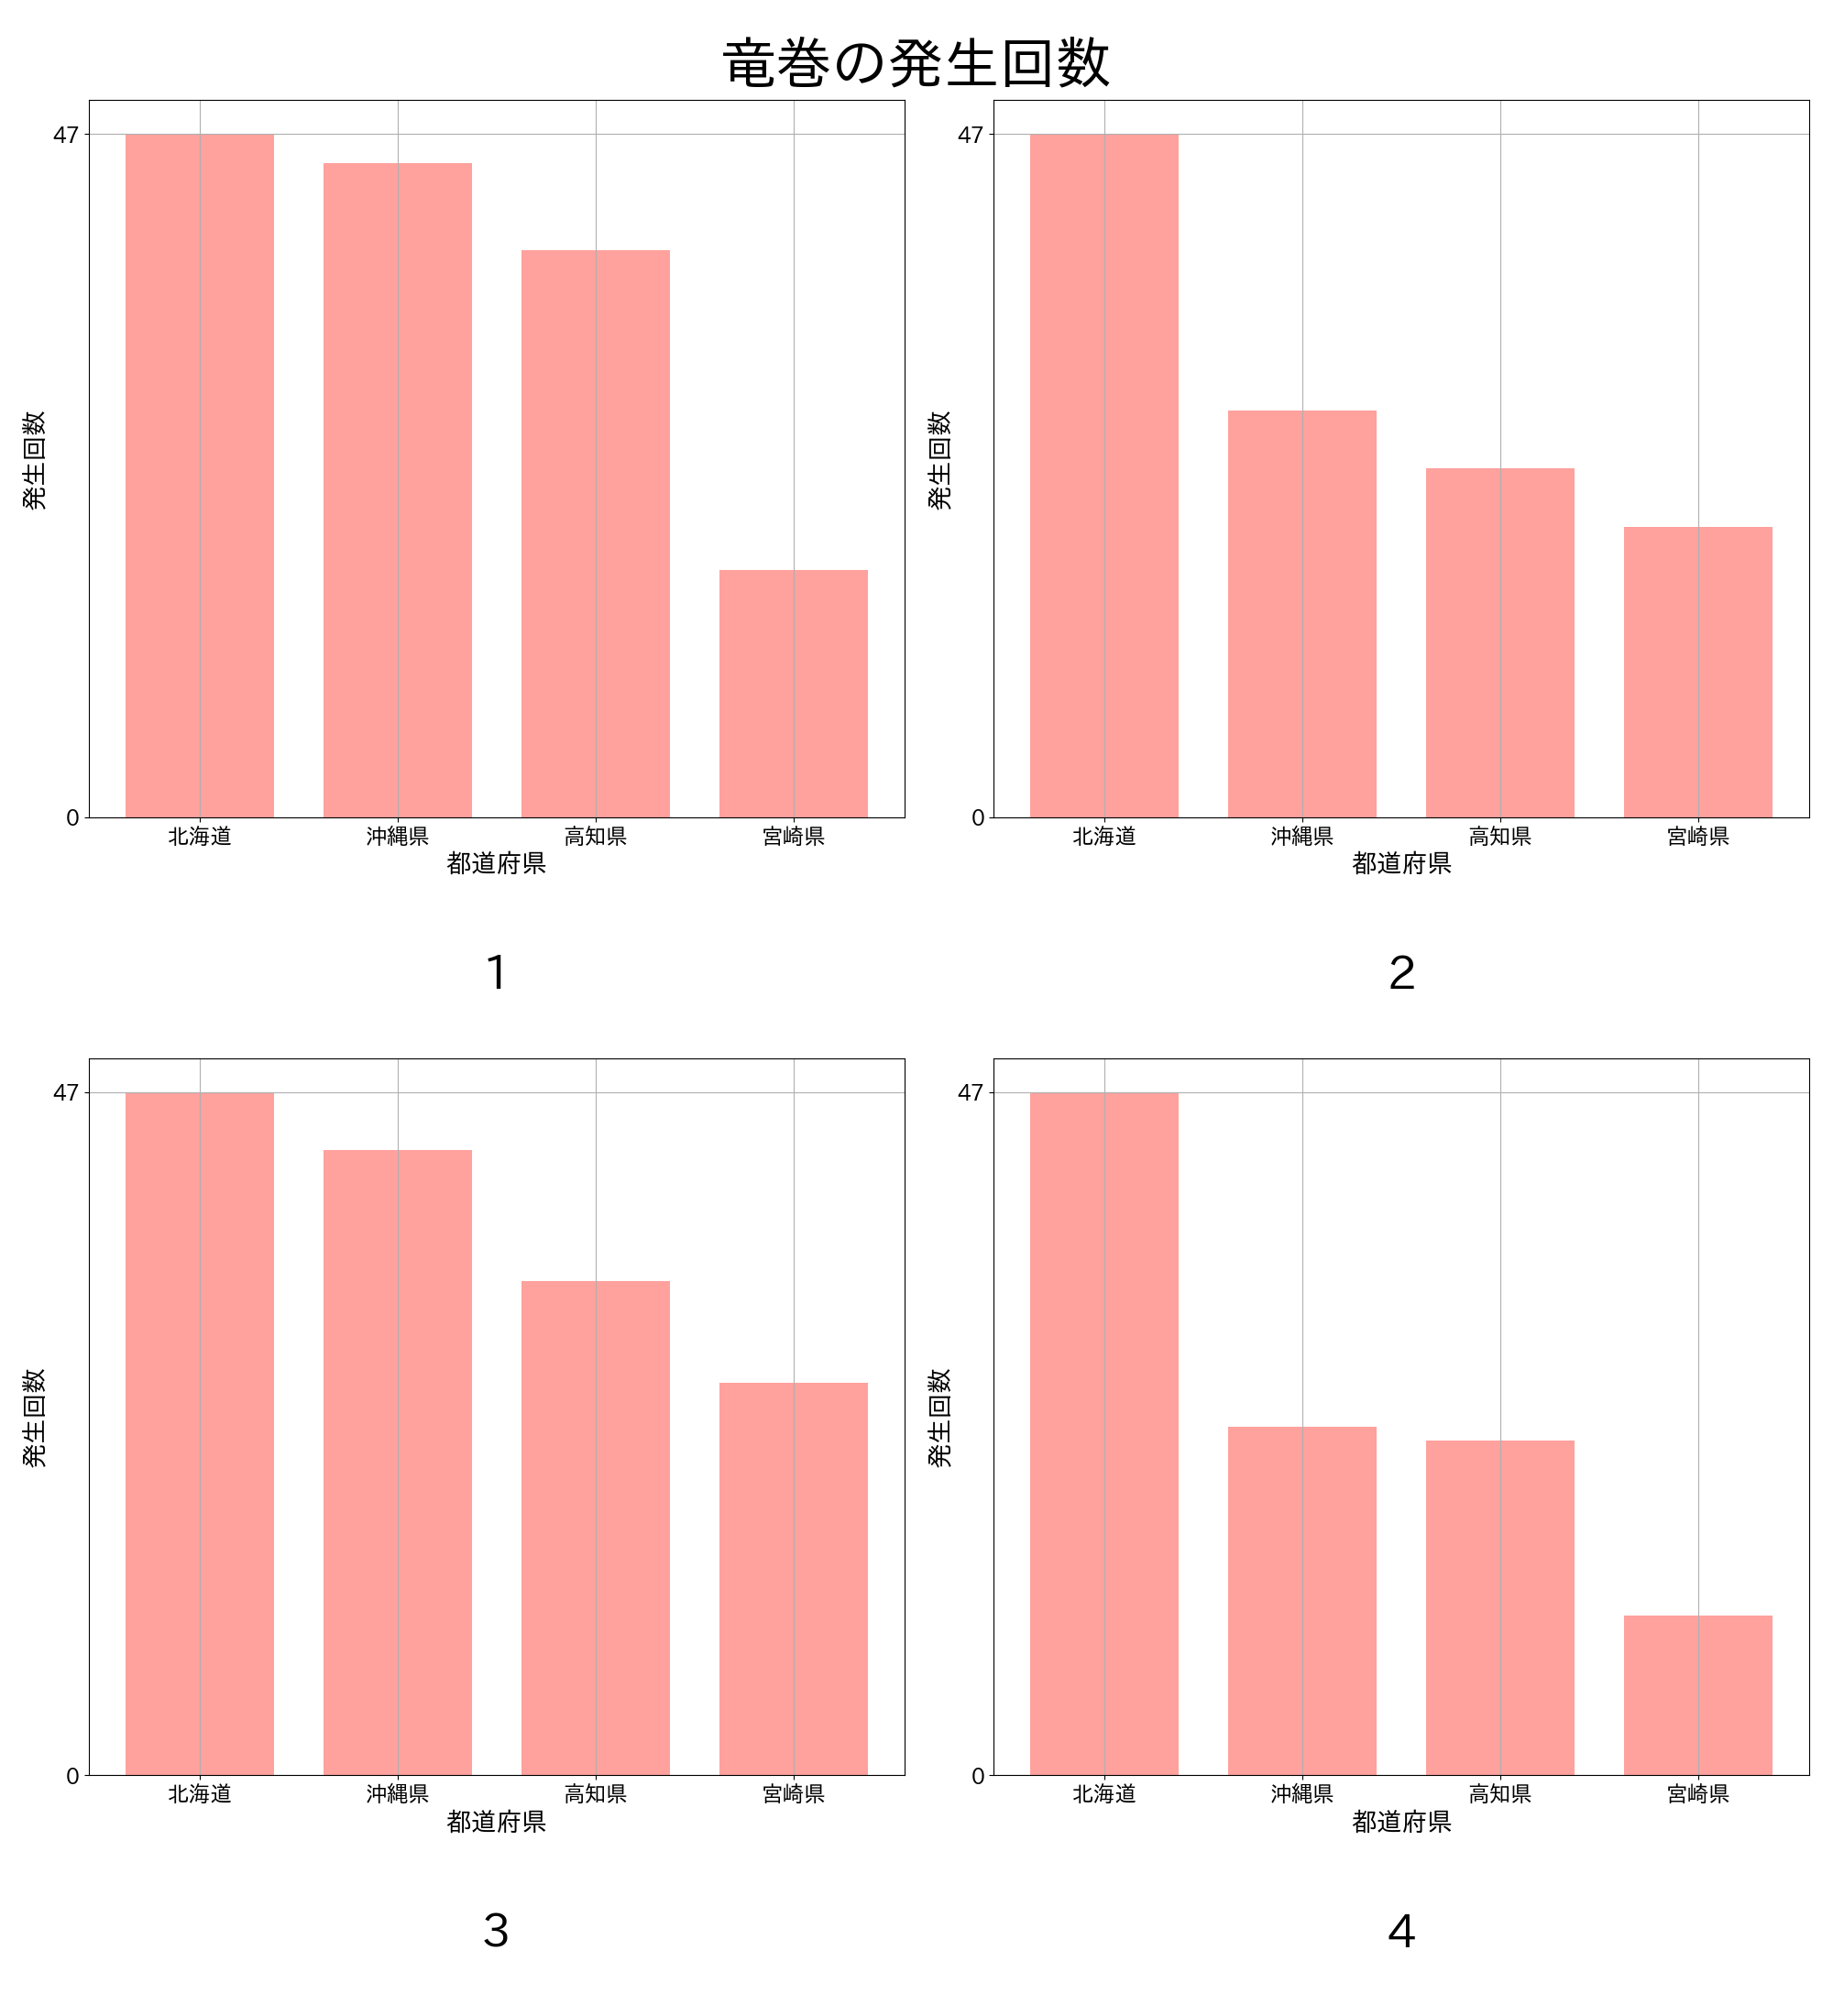 竜巻の発生回数
47
0
発生回数
北海道 沖縄県 高知県 宮崎県
都道府県
1
47
0
発生回数
北海道 沖縄県 高知県 宮崎県
都道府県
2
47
0
発生回数
北海道 沖縄県 高知県 宮崎県
都道府県
3
47
0
発生回数
北海道 沖縄県 高知県 宮崎県
都道府県
4